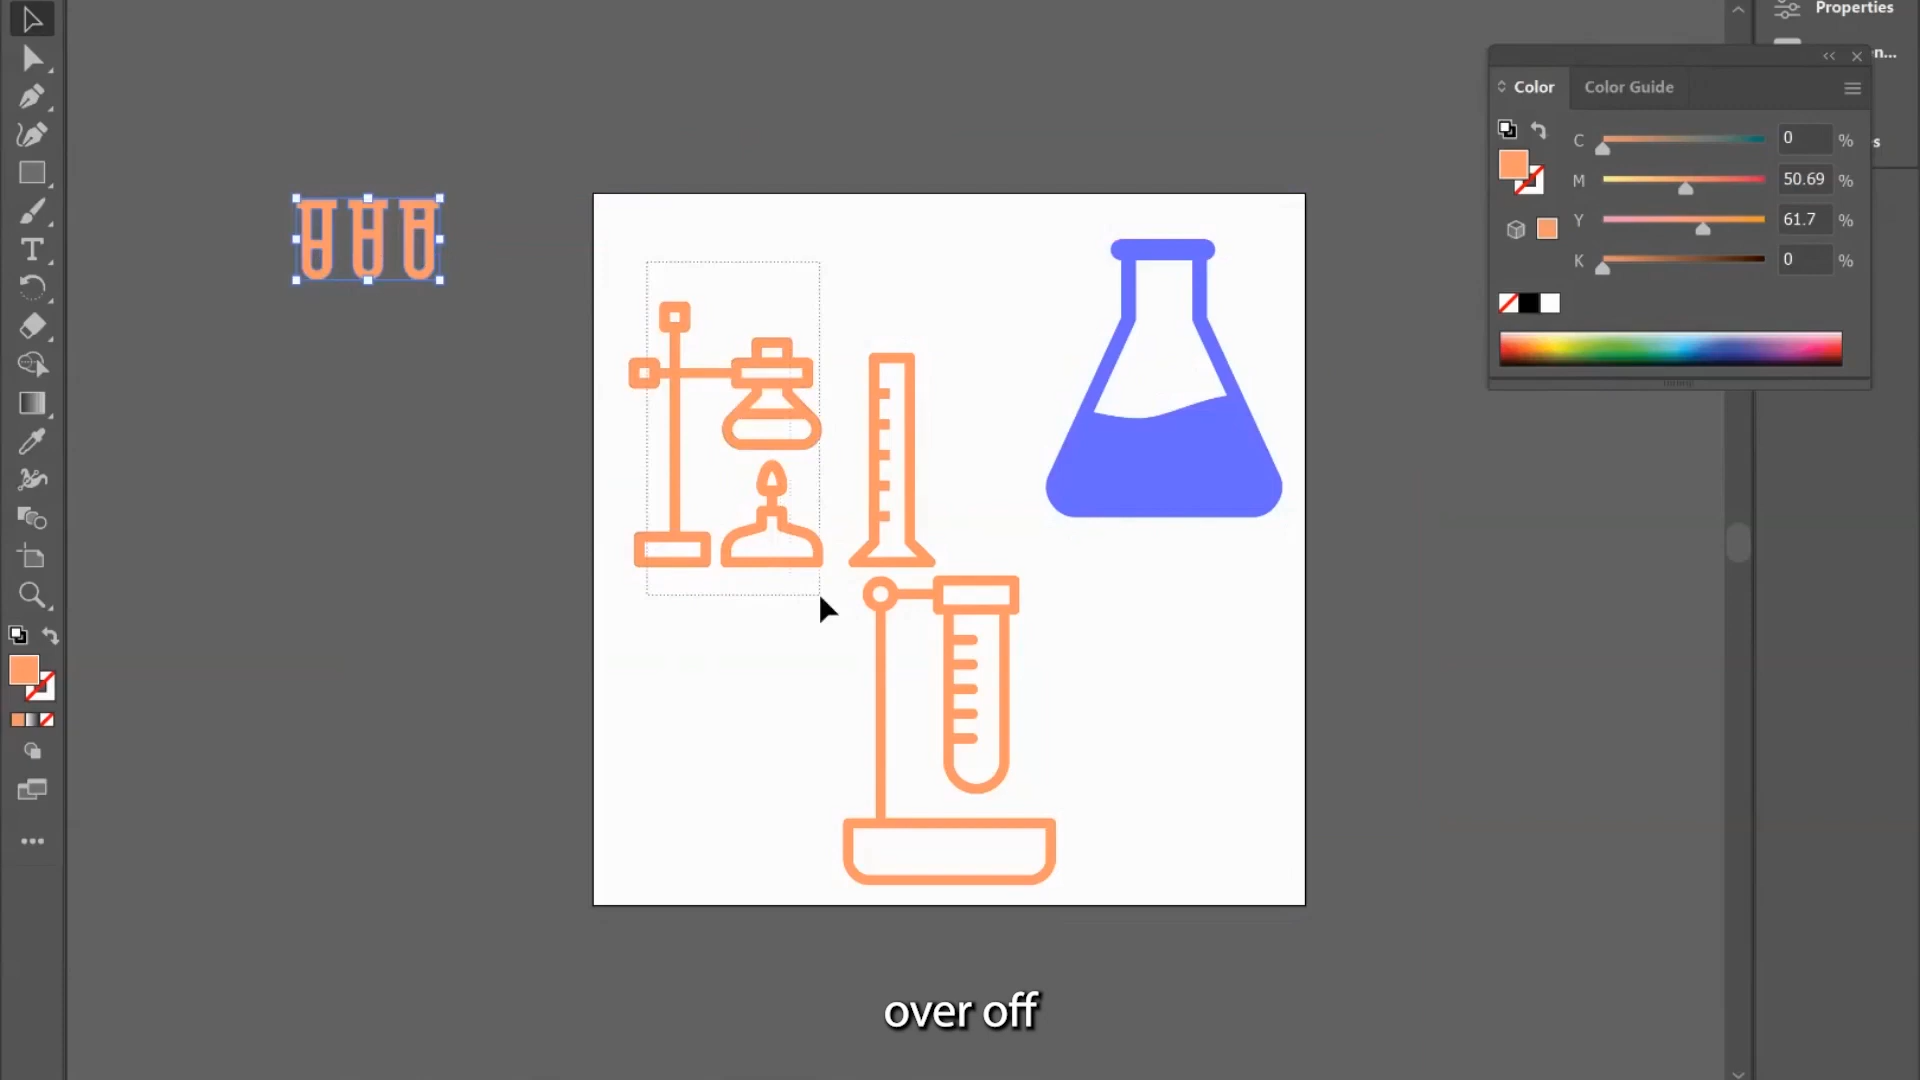 Properties
n...
Color
Color Guide
C
0
%
s
M
50.69
%
Y
61.7
%
K
0
%
over off